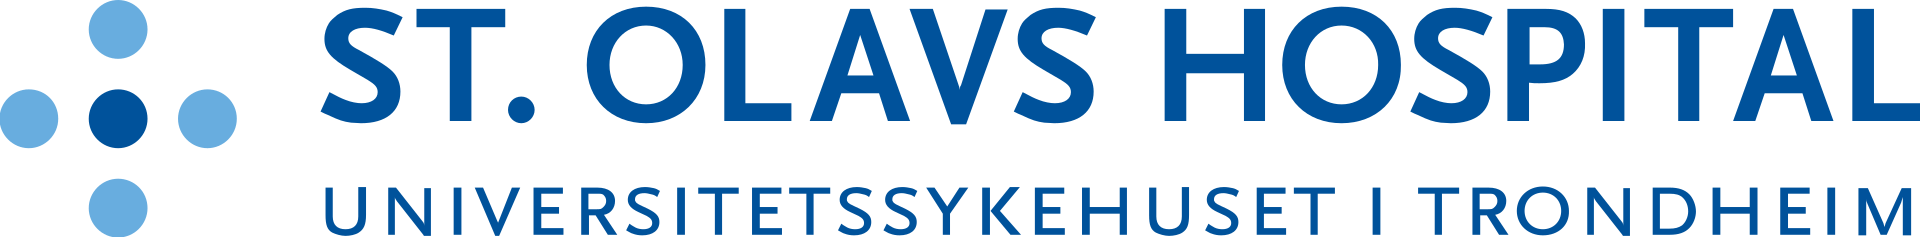 ST. OLAVS HOSPITAL
UNIVERSITETSSYKEHUSET I TRONDHEIM